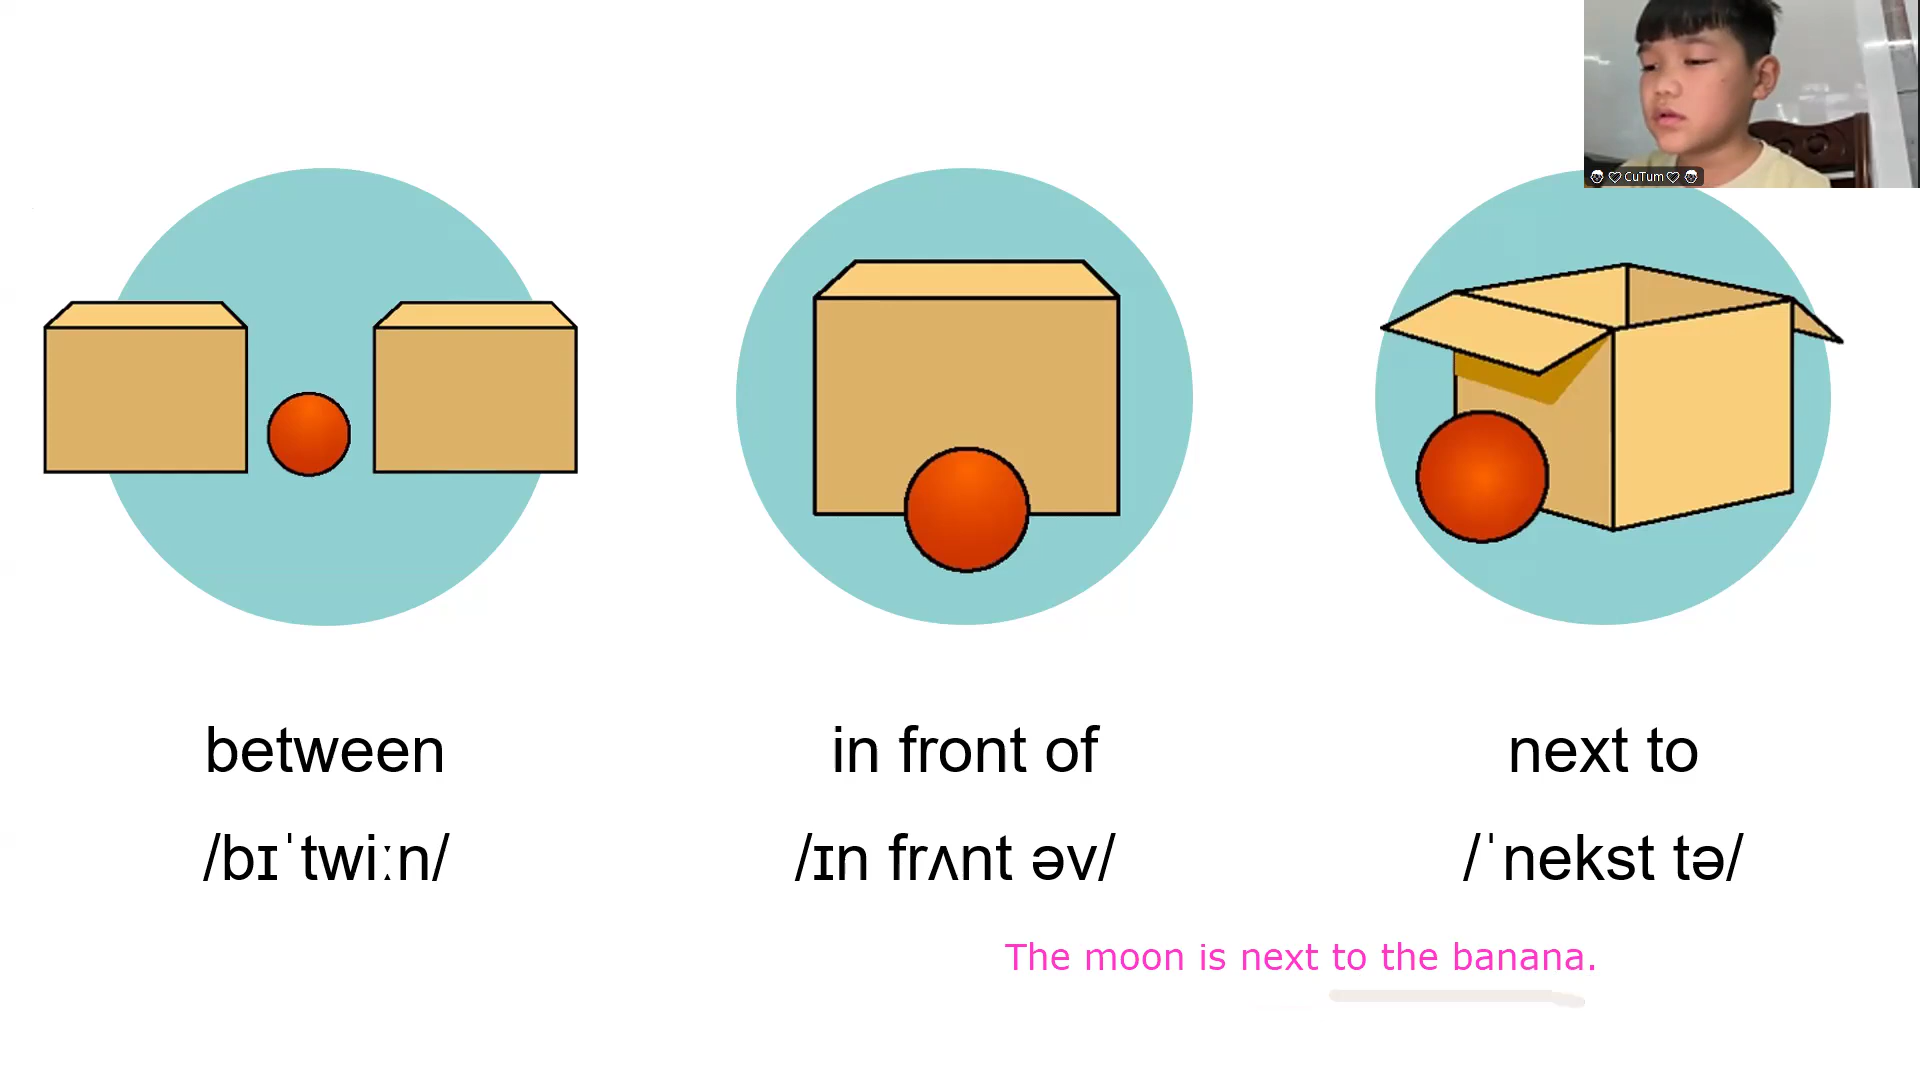 ♡ CuTum ♡
between
in front of
next to
/bɪˈtwiːn/
/ɪn frʌnt əv/
/ˈnekst tə/
The moon is next to the banana.